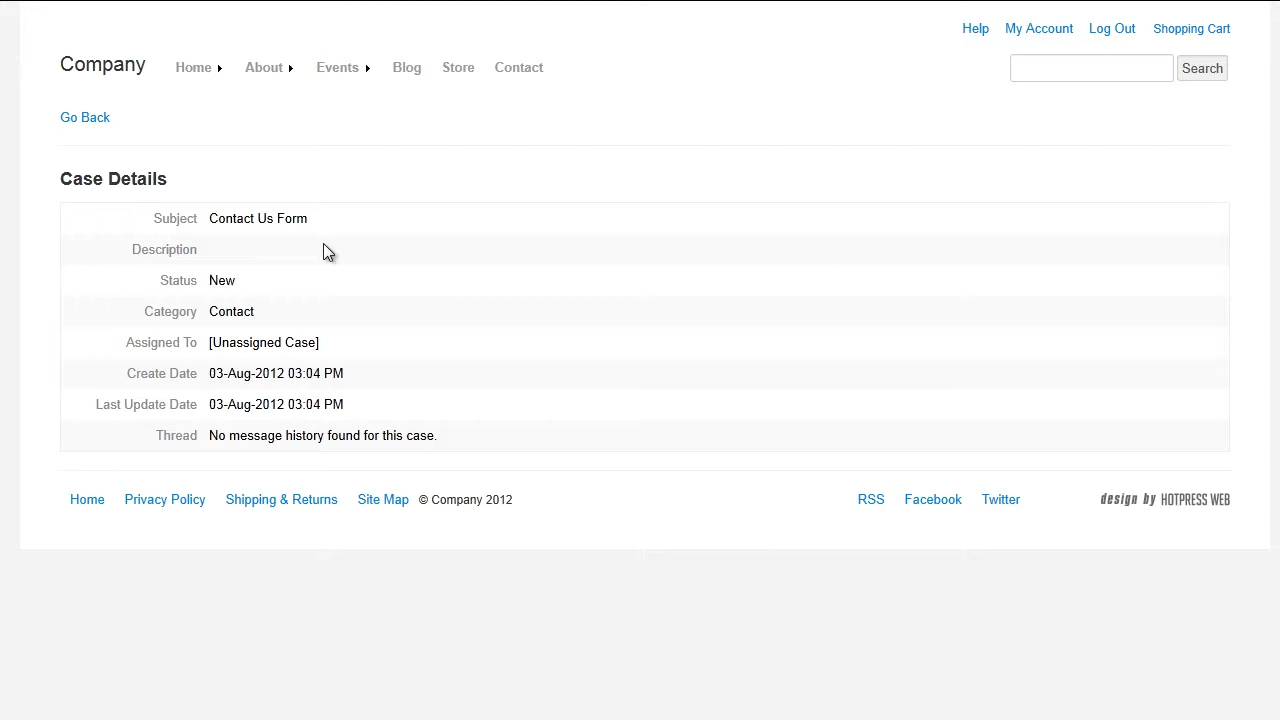 Help My Account Log Out Shopping Cart
Company Home About Events Blog Store Contact Search
Go Back
Case Details
Subject Contact Us Form
Description
Status New
Category Contact
Assigned To [Unassigned Case]
Create Date 03-Aug-2012 03:04 PM
Last Update Date 03-Aug-2012 03:04 PM
Thread No message history found for this case.
Home Privacy Policy Shipping & Returns Site Map © Company 2012 RSS Facebook Twitter design by HOTPRESS WEB